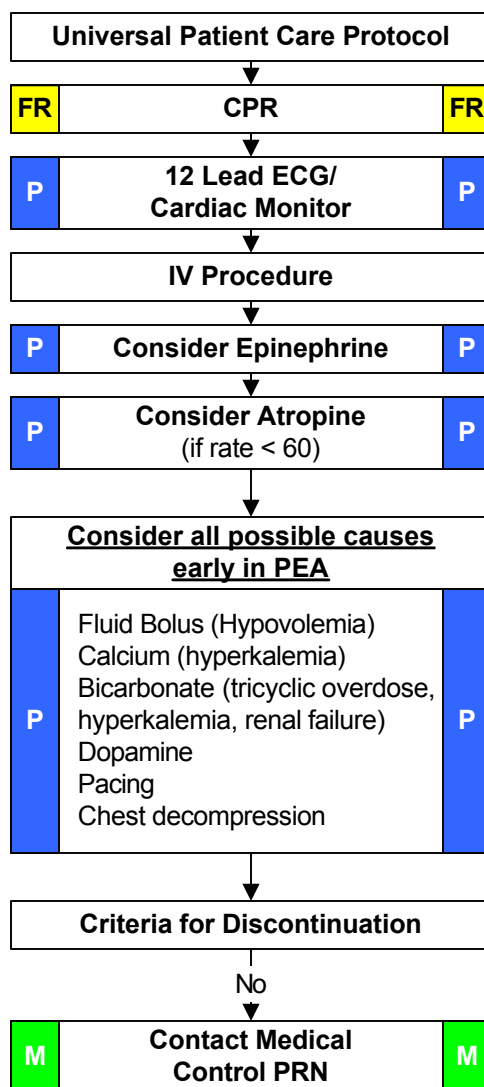 Universal Patient Care Protocol
FR CPR FR
P 12 Lead ECG/ P
Cardiac Monitor
IV Procedure
P Consider Epinephrine P
P Consider Atropine P
(if rate < 60)
Consider all possible causes
early in PEA
Fluid Bolus (Hypovolemia)
Calcium (hyperkalemia)
Bicarbonate (tricyclic overdose,
P hyperkalemia, renal failure) P
Dopamine
Pacing
Chest decompression
Criteria for Discontinuation
No
M Contact Medical M
Control PRN